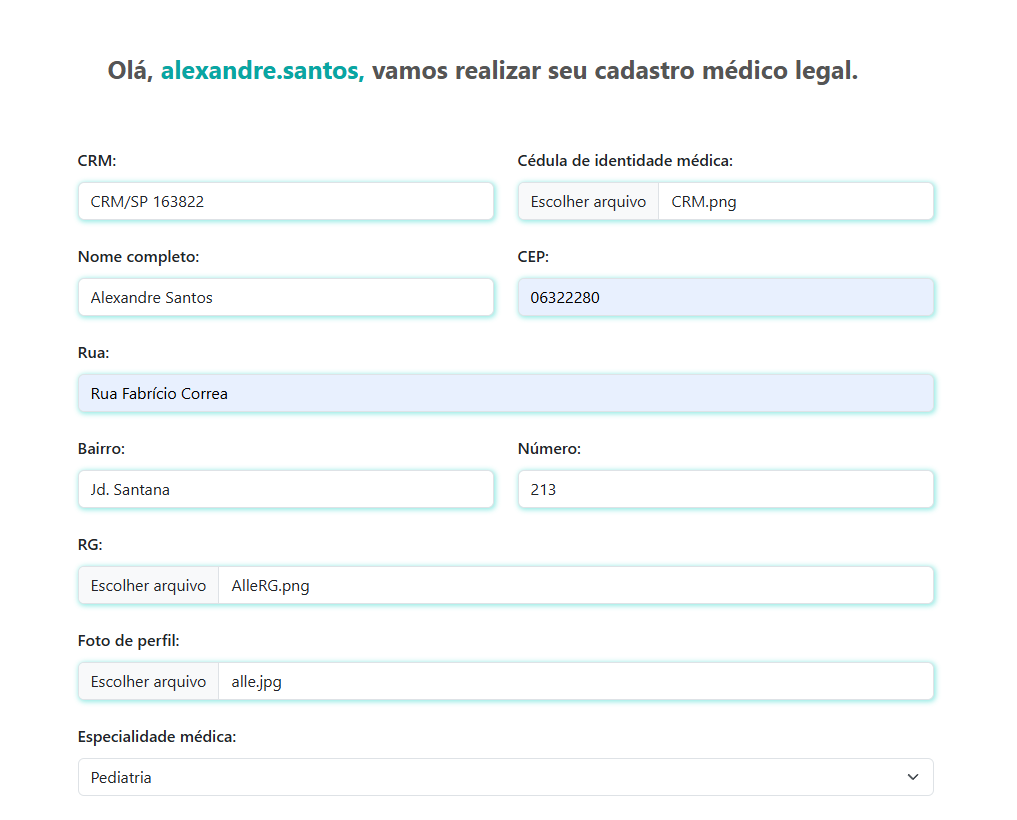 Olá, alexandre.santos, vamos realizar seu cadastro médico legal.
CRM:
CRM/SP 163822
Cédula de identidade médica:
Escolher arquivo CRM.png
Nome completo:
Alexandre Santos
CEP:
06322280
Rua:
Rua Fabrício Correa
Bairro:
Jd. Santana
Número:
213
RG:
Escolher arquivo AlleRG.png
Foto de perfil:
Escolher arquivo alle.jpg
Especialidade médica:
Pediatria